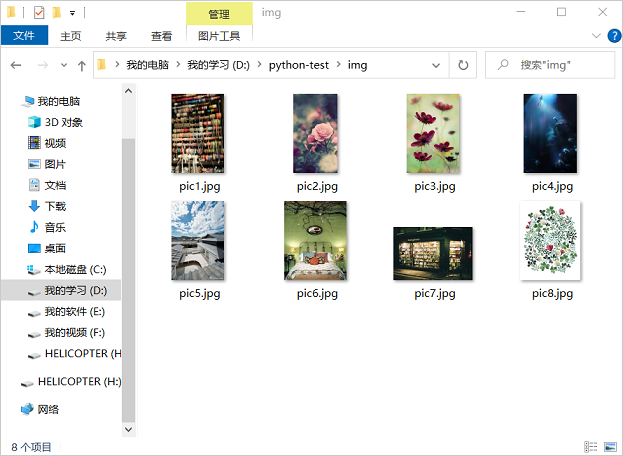 管理
img
文件
主页
共享
查看
图片工具
我的电脑 我的学习 (D:) python-test img
搜索"img"
我的电脑
3D 对象
视频
图片
文档
下载
音乐
桌面
本地磁盘 (C:)
我的学习 (D:)
我的软件 (E:)
我的视频 (F:)
HELICOPTER (H
HELICOPTER (H:)
网络
pic1.jpg
pic2.jpg
pic3.jpg
pic4.jpg
pic5.jpg
pic6.jpg
pic7.jpg
pic8.jpg
8 个项目